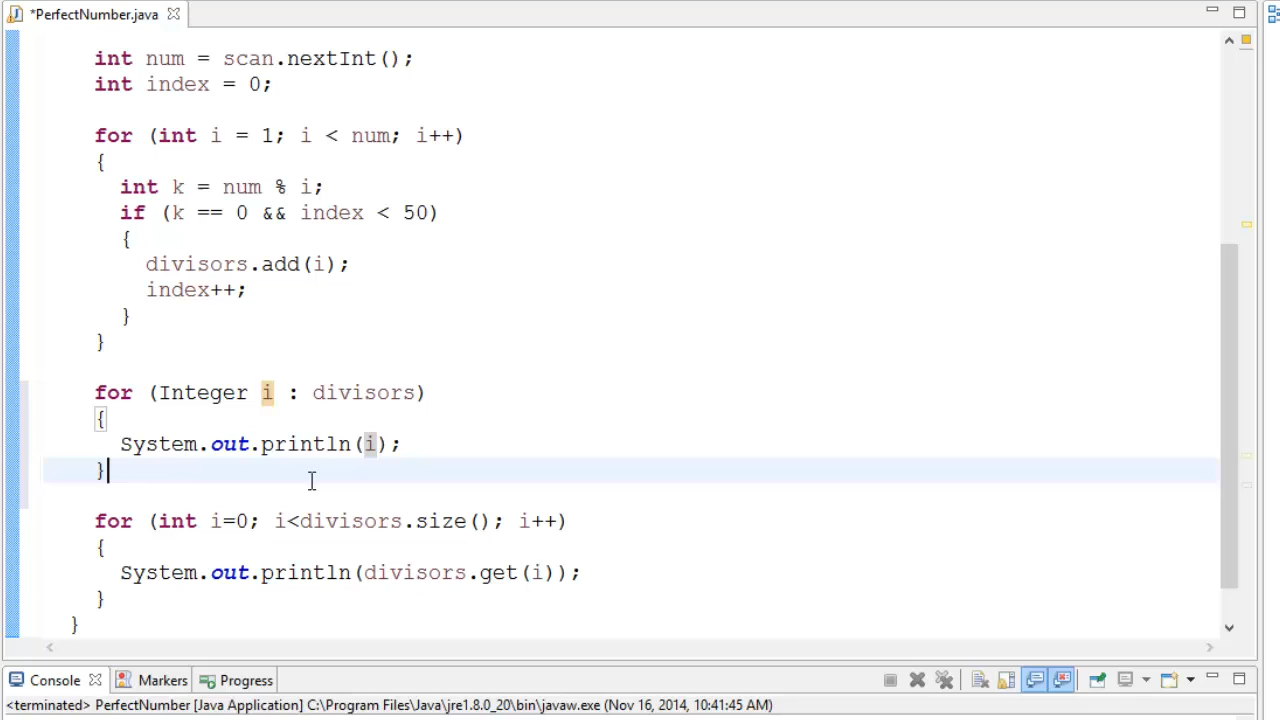 *PerfectNumber.java
int num = scan.nextInt();
int index = 0;
for (int i = 1; i < num; i++)
{
int k = num % i;
if (k == 0 && index < 50)
{
divisors.add(i);
index++;
}
}
for (Integer i : divisors)
{
System.out.println(i);
}
for (int i=0; i<divisors.size(); i++)
{
System.out.println(divisors.get(i));
}
}
Console Markers Progress
<terminated> PerfectNumber [Java Application] C:\Program Files\Java\jre1.8.0_20\bin\javaw.exe (Nov 16, 2014, 10:41:45 AM)